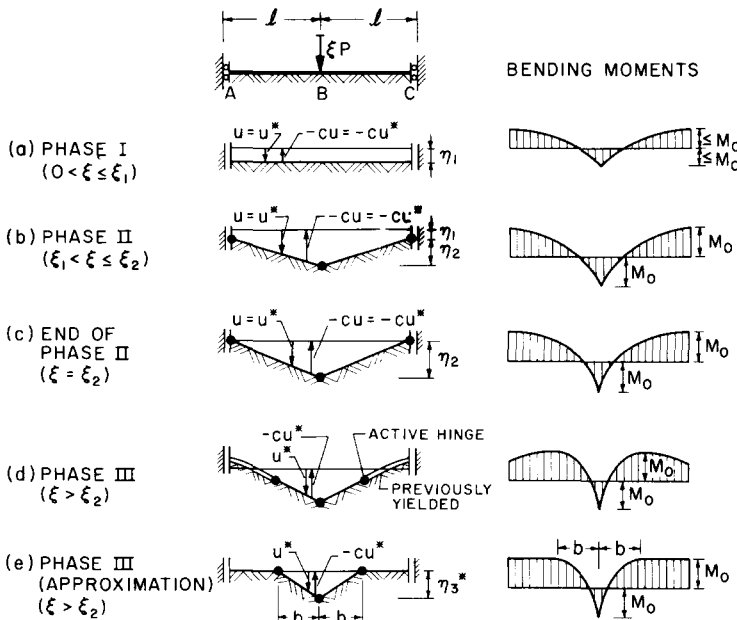 ℓ ℓ
ξP
A B C
BENDING MOMENTS
(a) PHASE I
(0<ξ≤ξ₁)
u=u* -cu=-cu* η₁
≤M₀
≤M₀
(b) PHASE II
(ξ₁<ξ≤ξ₂)
u=u* -cu=-cu* η₁
η₂
M₀
M₀
(c) END OF
PHASE II
(ξ=ξ₂)
u=u* -cu=-cu*
η₂
M₀
M₀
(d) PHASE III
(ξ>ξ₂)
-cu* ACTIVE HINGE
u*
PREVIOUSLY
YIELDED
M₀
M₀
(e) PHASE III
(APPROXIMATION)
(ξ>ξ₂)
u* -cu*
η₃*
b b
b b
M₀
M₀